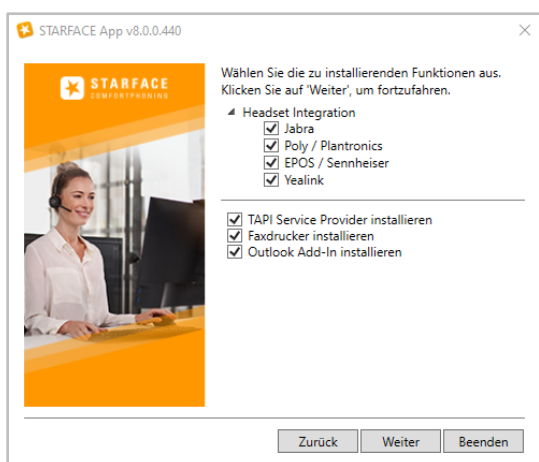 STARFACE App v8.0.0.440
STARFACE
COMFORTPHONING
Wählen Sie die zu installierenden Funktionen aus.
Klicken Sie auf 'Weiter', um fortzufahren.
Headset Integration
Jabra
Poly / Plantronics
EPOS / Sennheiser
Yealink
TAPI Service Provider installieren
Faxdrucker installieren
Outlook Add-In installieren
Zurück
Weiter
Beenden